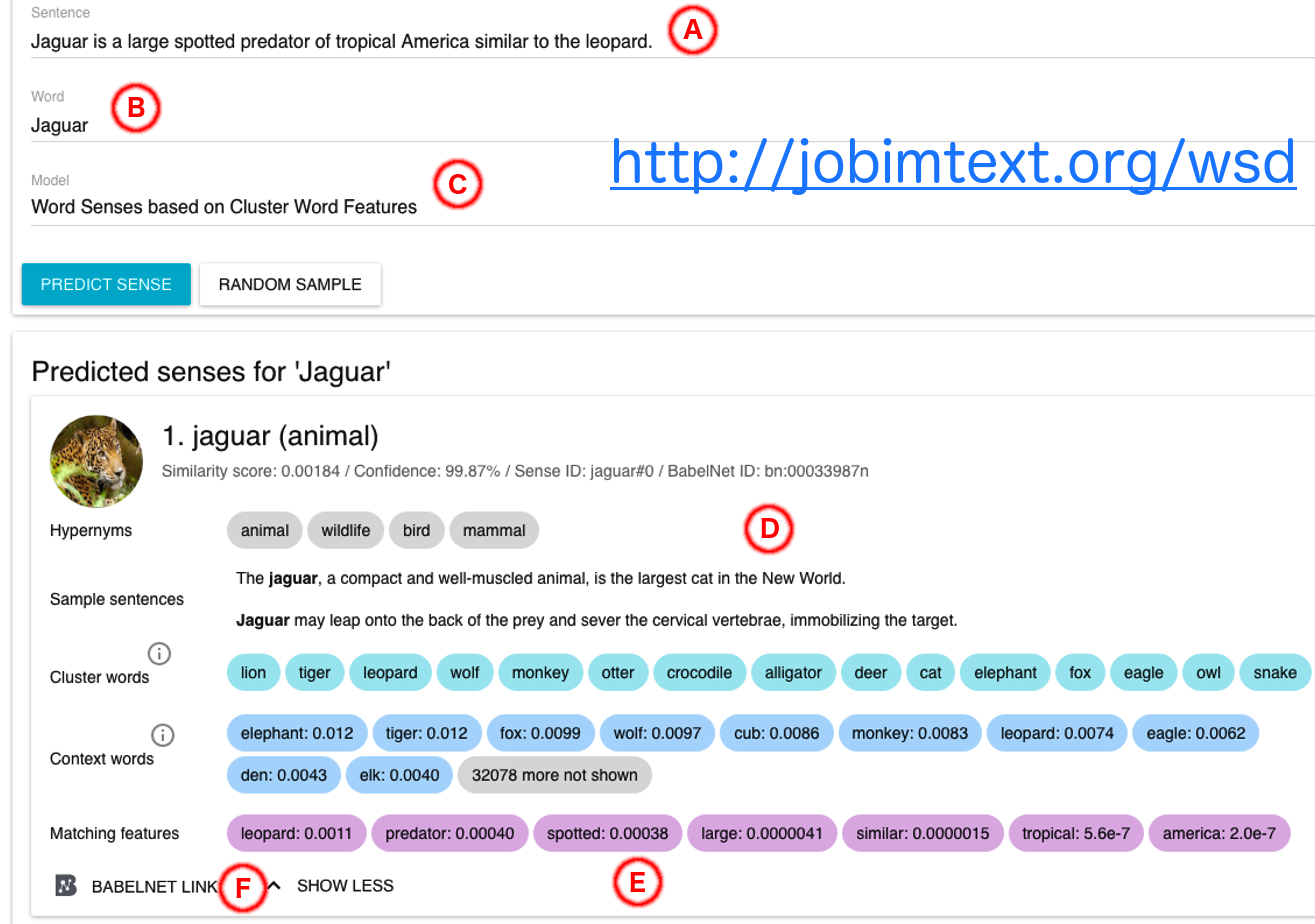 Sentence
Jaguar is a large spotted predator of tropical America similar to the leopard. A
Word
B
Jaguar
http://jobimtext.org/wsd
Model
C
Word Senses based on Cluster Word Features
PREDICT SENSE RANDOM SAMPLE
Predicted senses for 'Jaguar'
1. jaguar (animal)
Similarity score: 0.00184 / Confidence: 99.87% / Sense ID: jaguar#0 / BabelNet ID: bn:00033987n
Hypernyms animal wildlife bird mammal D
The jaguar, a compact and well-muscled animal, is the largest cat in the New World.
Sample sentences
Jaguar may leap onto the back of the prey and sever the cervical vertebrae, immobilizing the target.
Cluster words i lion tiger leopard wolf monkey otter crocodile alligator deer cat elephant fox eagle owl snake
Context words i elephant: 0.012 tiger: 0.012 fox: 0.0099 wolf: 0.0097 cub: 0.0086 monkey: 0.0083 leopard: 0.0074 eagle: 0.0062
den: 0.0043 elk: 0.0040 32078 more not shown
Matching features leopard: 0.0011 predator: 0.00040 spotted: 0.00038 large: 0.0000041 similar: 0.0000015 tropical: 5.6e-7 america: 2.0e-7
N BABELNET LINK F SHOW LESS E